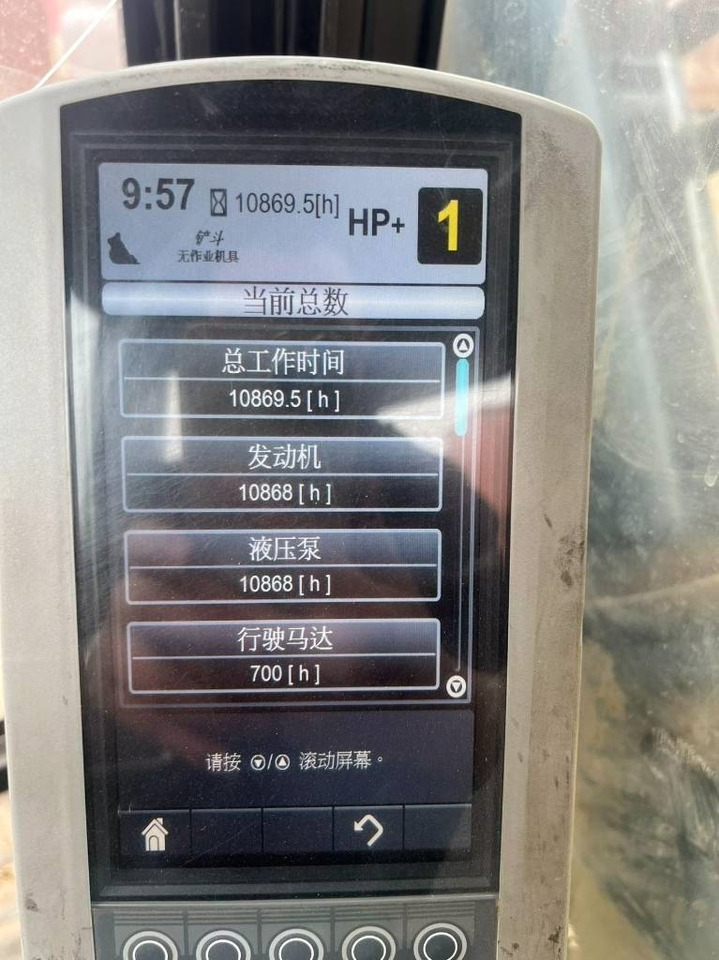 9:57 10869.5[h] HP+ 1
铲斗
无作业机具
当前总数
总工作时间
10869.5 [ h ]
发动机
10868 [ h ]
液压泵
10868 [ h ]
行驶马达
700 [ h ]
请按 ▼/▲ 滚动屏幕。